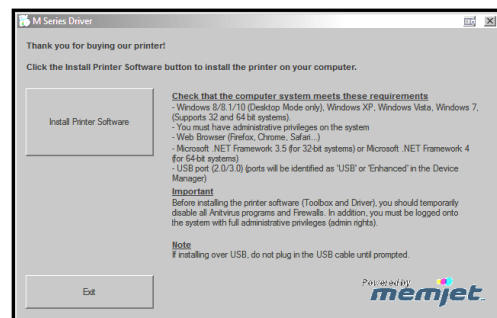 M Series Driver
Thank you for buying our printer!
Click the Install Printer Software button to install the printer on your computer.
Install Printer Software
Check that the computer system meets these requirements
- Windows 8/8.1/10 (Desktop Mode only), Windows XP, Windows Vista, Windows 7,
(Supports 32 and 64 bit systems).
- You must have administrative privileges on the system
- Web Browser (Firefox, Chrome, Safari...)
- Microsoft .NET Framework 3.5 (for 32-bit systems) or Microsoft .NET Framework 4
(for 64-bit systems)
- USB port (2.0/3.0) (ports will be identified as 'USB' or "Enhanced' in the Device
Manager)
Important
Before installing the printer software (Toolbox and Driver), you should temporarily
disable all Anitvirus programs and Firewalls. In addition, you must be logged onto
the system with full administrative privileges (admin rights).
Note
If installing over USB, do not plug in the USB cable until prompted.
Exit
Powered by
memjet